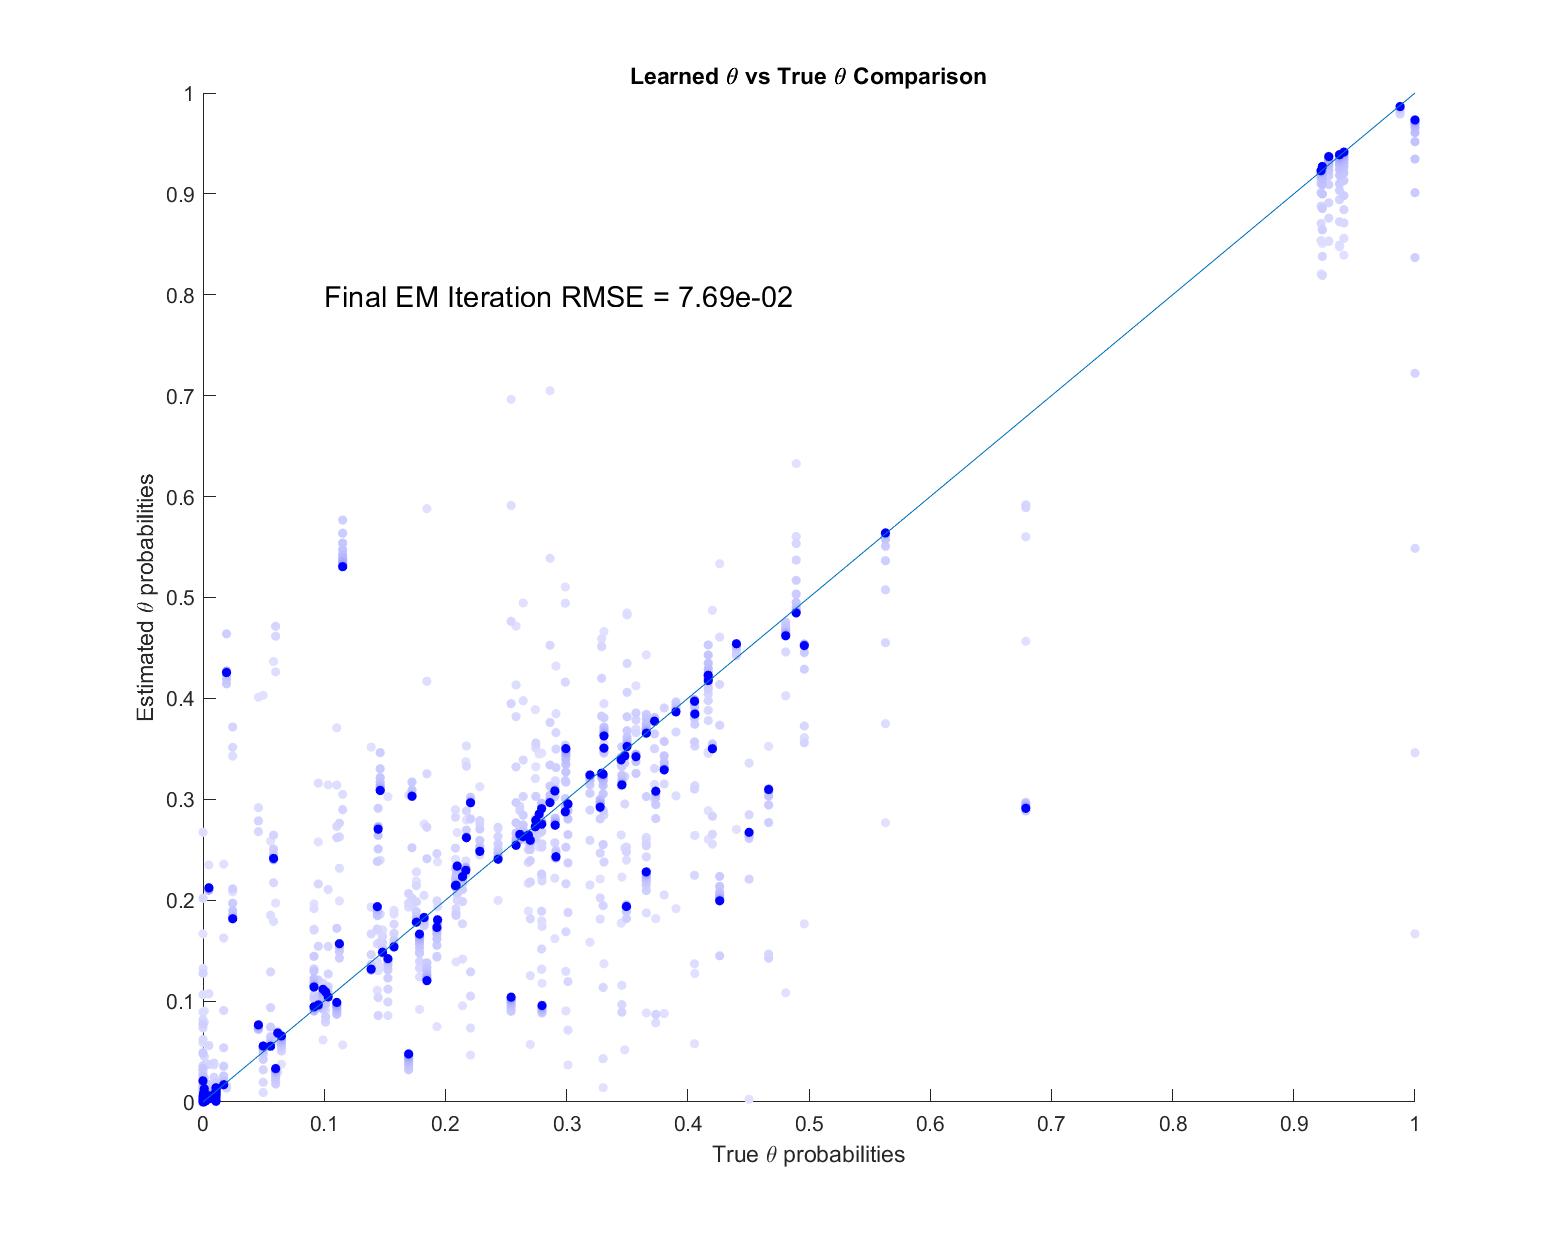 Learned θ vs True θ Comparison
1
0.9
0.8
0.7
0.6
0.5
0.4
0.3
0.2
0.1
0
Final EM Iteration RMSE = 7.69e-02
Estimated θ probabilities
0 0.1 0.2 0.3 0.4 0.5 0.6 0.7 0.8 0.9 1
True θ probabilities